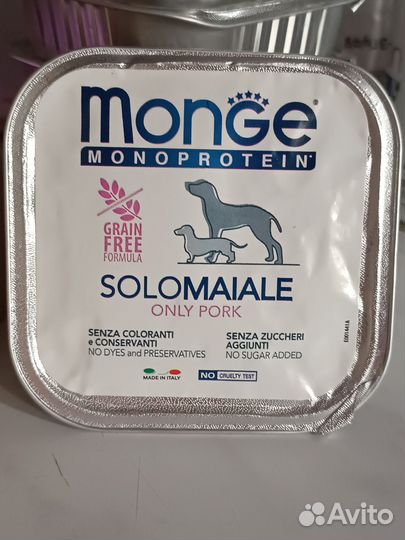 MONGE
MONOPROTEIN
GRAIN
FREE
FORMULA
SOLOMAIALE
ONLY PORK
SENZA COLORANTI
e CONSERVANTI
NO DYES and PRESERVATIVES
SENZA ZUCCHERI
AGGIUNTI
NO SUGAR ADDED
MADE IN ITALY
NO CRUELTY TEST
Avito